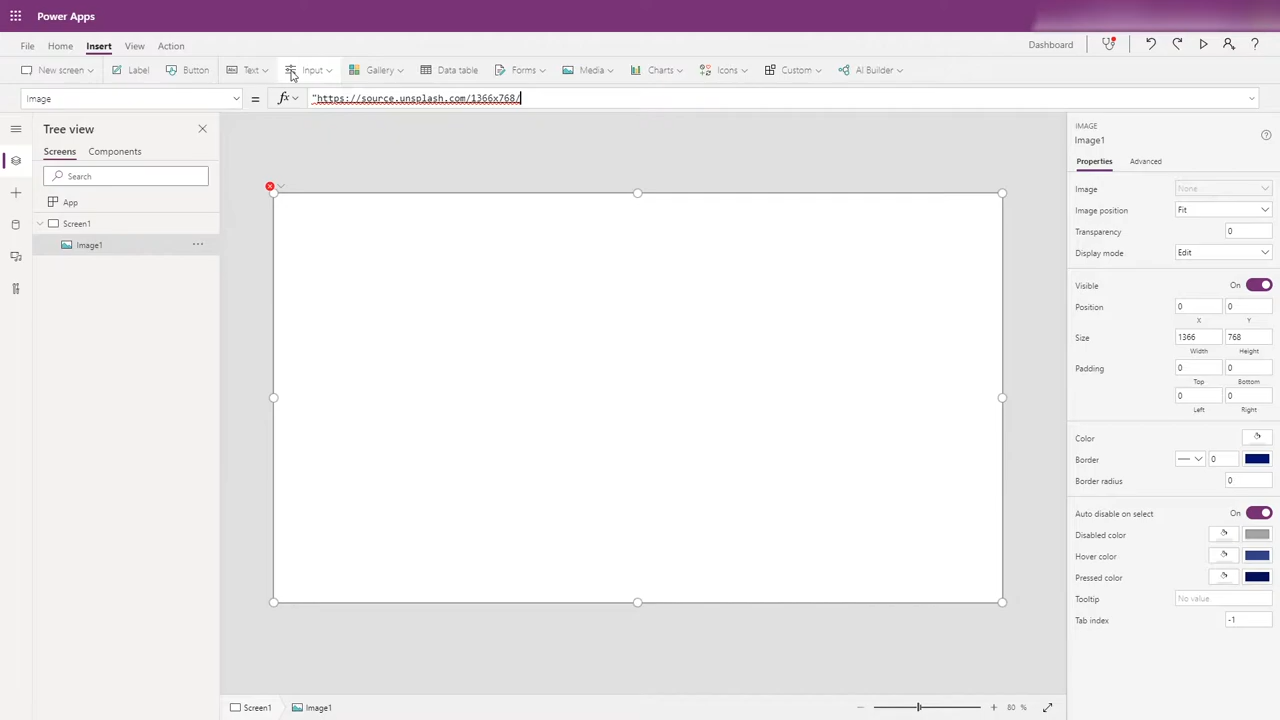 Power Apps
File Home Insert View Action Dashboard
New screen Label Button Text Input Gallery Data table Forms Media Charts Icons Custom AI Builder
Image = fx "https://source.unsplash.com/1366x768/
Tree view
Screens Components
Search
App
Screen1
Image1
IMAGE
Image1
Properties Advanced
Image None
Image position Fit
Transparency 0
Display mode Edit
Visible On
Position 0 0
X Y
Size 1366 768
Width Height
Padding 0 0
Top Bottom
0 0
Left Right
Color
Border 0
Border radius 0
Auto disable on select On
Disabled color
Hover color
Pressed color
Tooltip No value
Tab index -1
Screen1 Image1 80 %